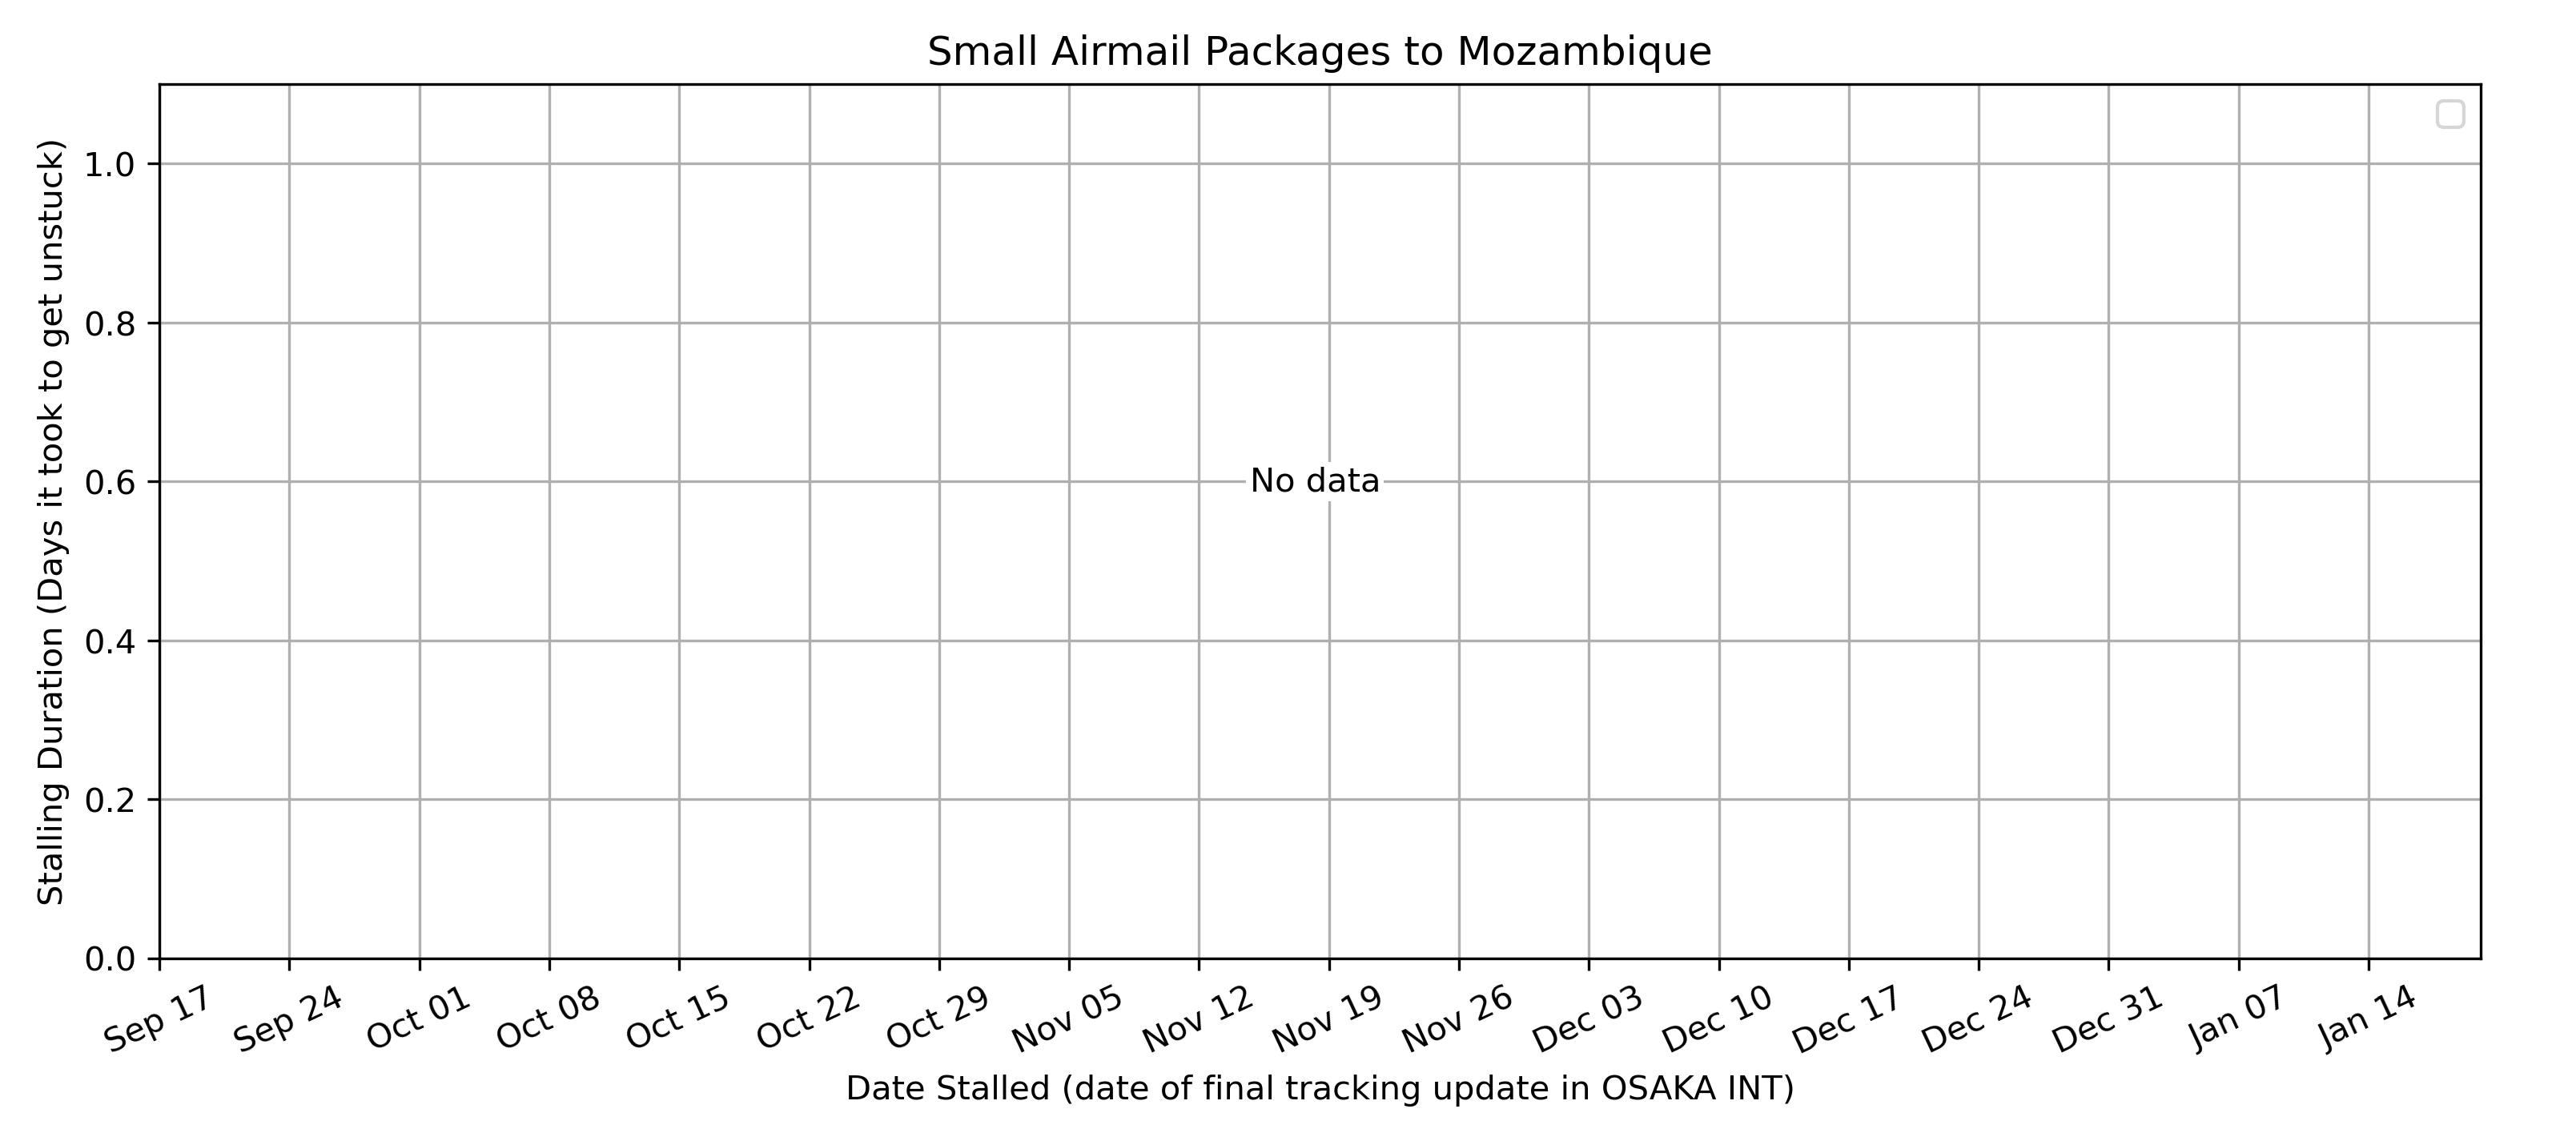 Small Airmail Packages to Mozambique
Stalling Duration (Days it took to get unstuck)
1.0
0.8
0.6
0.4
0.2
0.0
No data
Sep 17
Sep 24
Oct 01
Oct 08
Oct 15
Oct 22
Oct 29
Nov 05
Nov 12
Nov 19
Nov 26
Dec 03
Dec 10
Dec 17
Dec 24
Dec 31
Jan 07
Jan 14
Date Stalled (date of final tracking update in OSAKA INT)